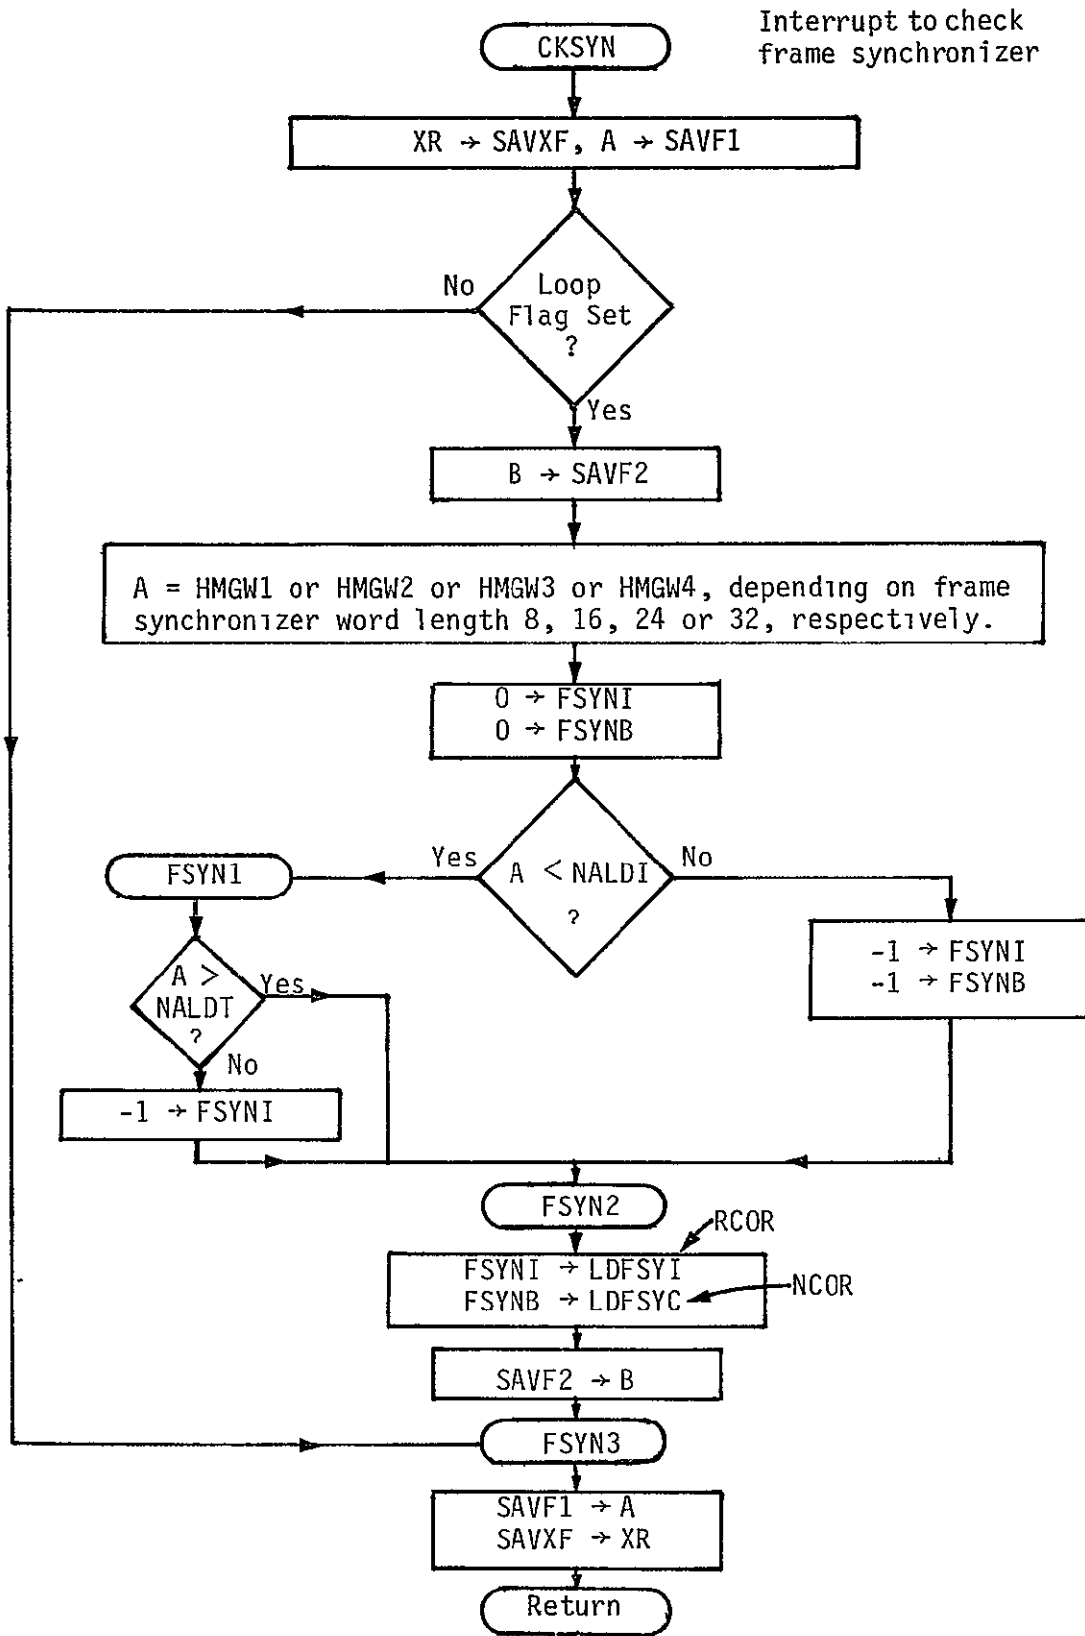 Interrupt to check
frame synchronizer
CKSYN
XR → SAVXF, A → SAVF1
Loop
Flag Set
?
No
Yes
B → SAVF2
A = HMGW1 or HMGW2 or HMGW3 or HMGW4, depending on frame
synchronizer word length 8, 16, 24 or 32, respectively.
0 → FSYNI
0 → FSYNB
A < NALDI
?
Yes
No
FSYN1
-1 → FSYNI
-1 → FSYNB
A >
NALDT
?
Yes
No
-1 → FSYNI
FSYN2
RCOR
FSYNI → LDFSYI
FSYNB → LDFSYC
NCOR
SAVF2 → B
FSYN3
SAVF1 → A
SAVXF → XR
Return